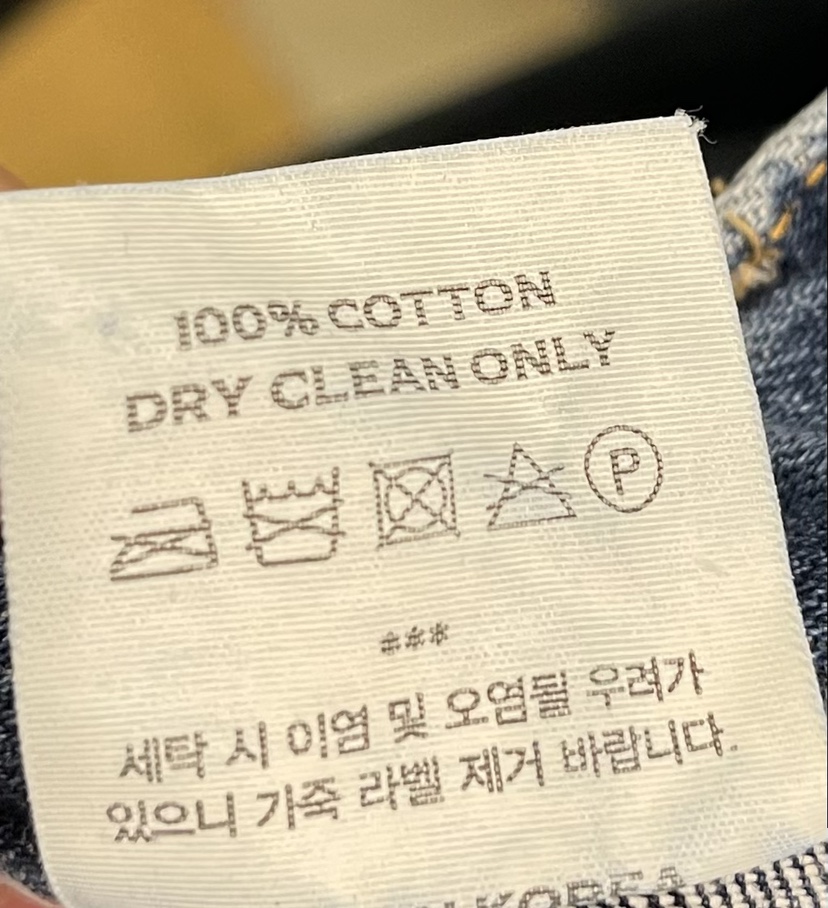 100% COTTON
DRY CLEAN ONLY
P
***
세탁 시 이염 및 오염될 우려가
있으니 가죽 라벨 제거 바랍니다.
KOREA